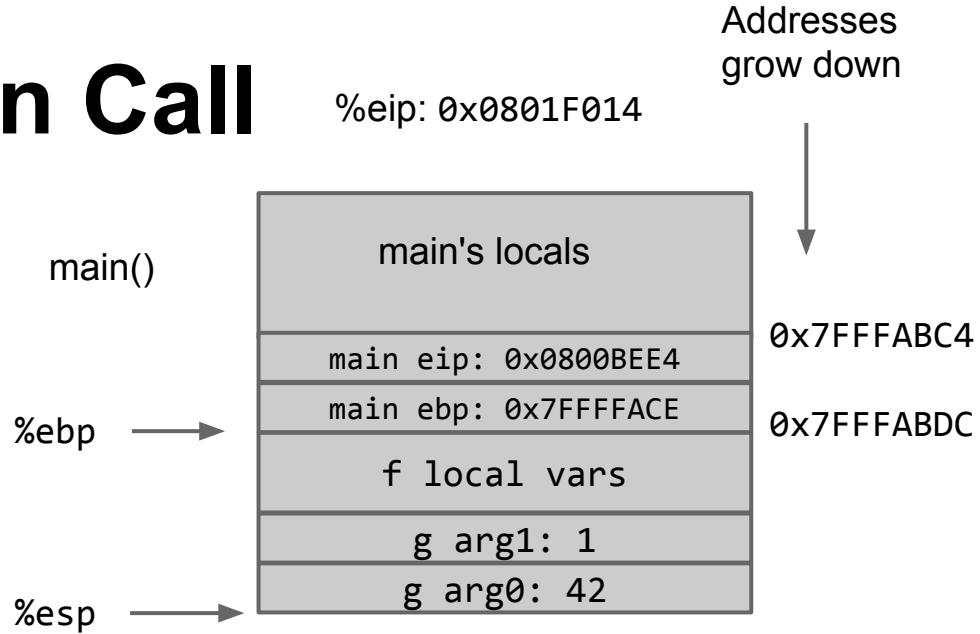 n Call
%eip: 0x0801F014
Addresses
grow down
main()
main's locals
0x7FFFABC4
main eip: 0x0800BEE4
main ebp: 0x7FFFFACE
0x7FFFABDC
%ebp
f local vars
g arg1: 1
g arg0: 42
%esp